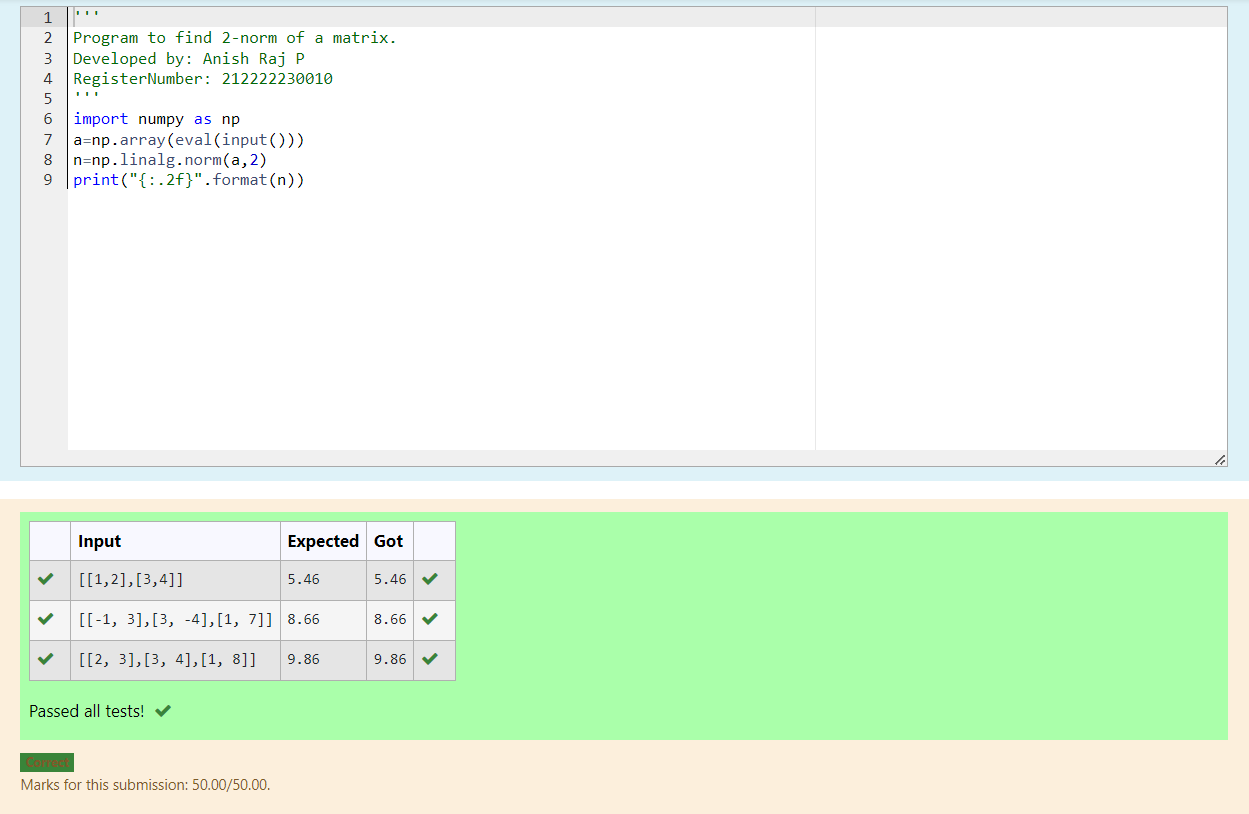 1 '''
2 Program to find 2-norm of a matrix.
3 Developed by: Anish Raj P
4 RegisterNumber: 212222230010
5 '''
6 import numpy as np
7 a=np.array(eval(input()))
8 n=np.linalg.norm(a,2)
9 print("{:.2f}".format(n))
Input Expected Got
[[1,2],[3,4]] 5.46 5.46
[[-1, 3],[3, -4],[1, 7]] 8.66 8.66
[[2, 3],[3, 4],[1, 8]] 9.86 9.86
Passed all tests!
Correct
Marks for this submission: 50.00/50.00.